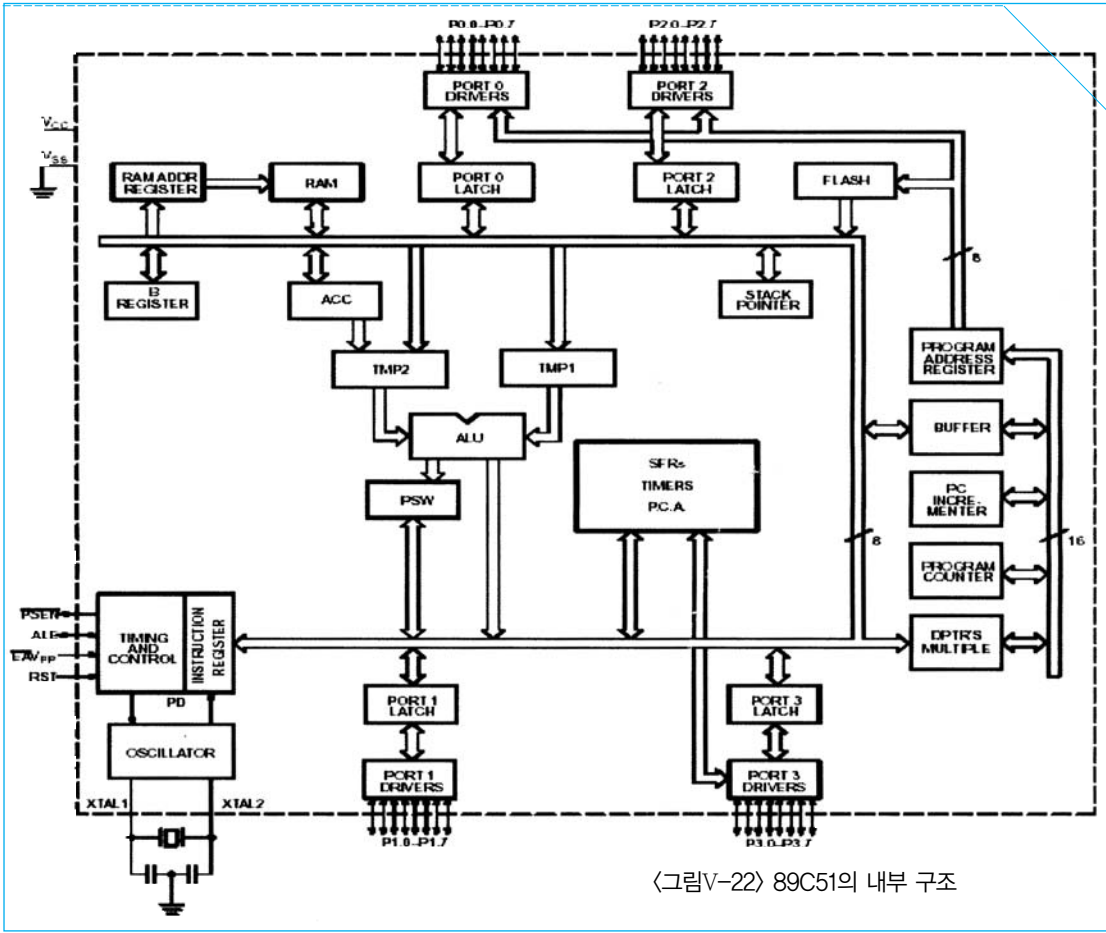 P0.0–P0.7
P2.0–P2.7
PORT 0
DRIVERS
PORT 2
DRIVERS
VCC
VSS
RAM ADDR
REGISTER
RAM
PORT 0
LATCH
PORT 2
LATCH
FLASH
8
B
REGISTER
ACC
STACK
POINTER
TMP2
TMP1
PROGRAM
ADDRESS
REGISTER
ALU
BUFFER
SFRs
TIMERS
P.C.A.
PSW
PC
INCRE-
MENTER
8
16
PROGRAM
COUNTER
PSEN
ALE
EAVPP
RST
TIMING
AND
CONTROL
INSTRUCTION
REGISTER
DPTR'S
MULTIPLE
PD
PORT 1
LATCH
PORT 3
LATCH
OSCILLATOR
PORT 1
DRIVERS
PORT 3
DRIVERS
XTAL1
XTAL2
P1.0–P1.7
P3.0–P3.7
〈그림Ⅴ-22〉 89C51의 내부 구조